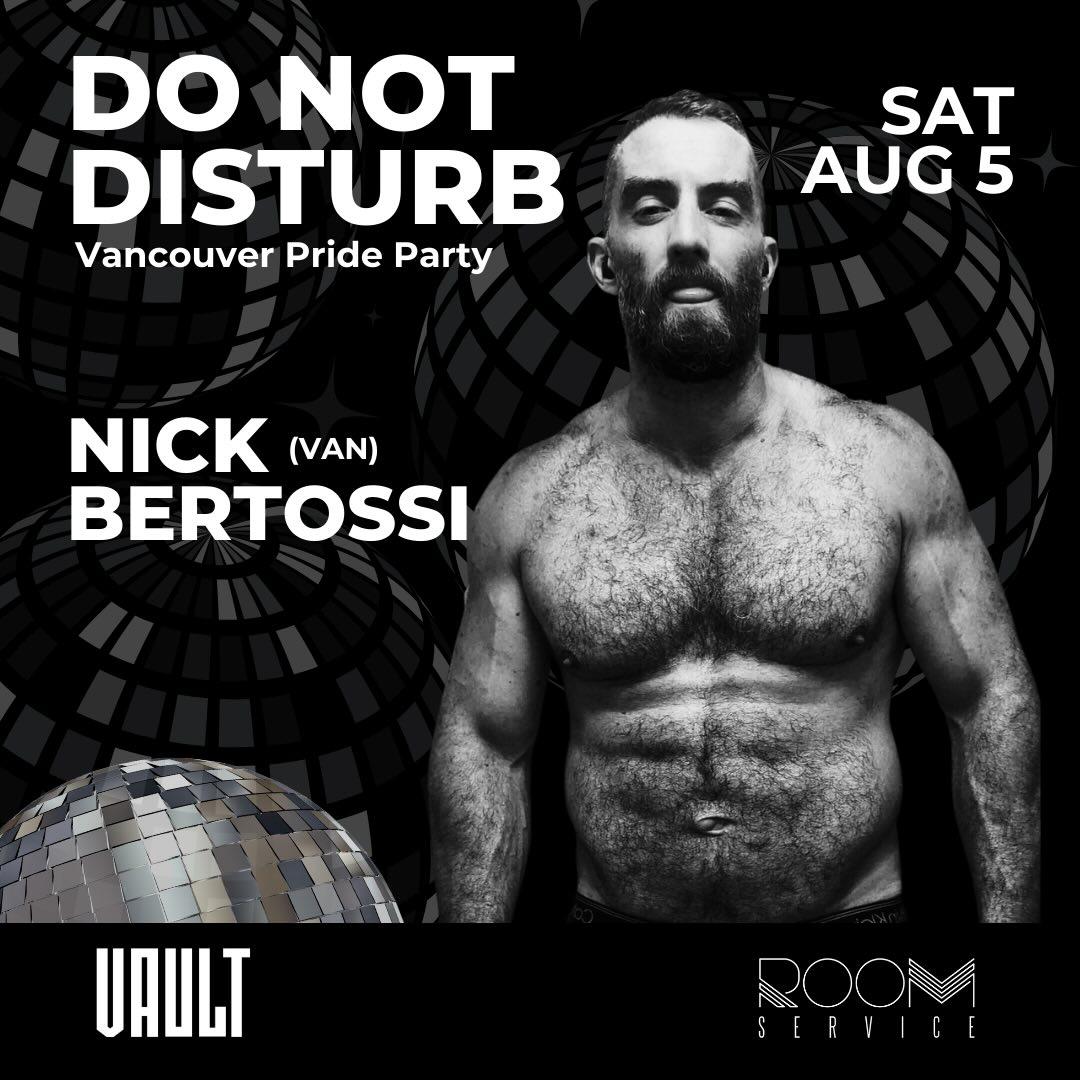 DO NOT
DISTURB
Vancouver Pride Party
SAT
AUG 5
NICK (VAN)
BERTOSSI
VAULT
ROOM
SERVICE